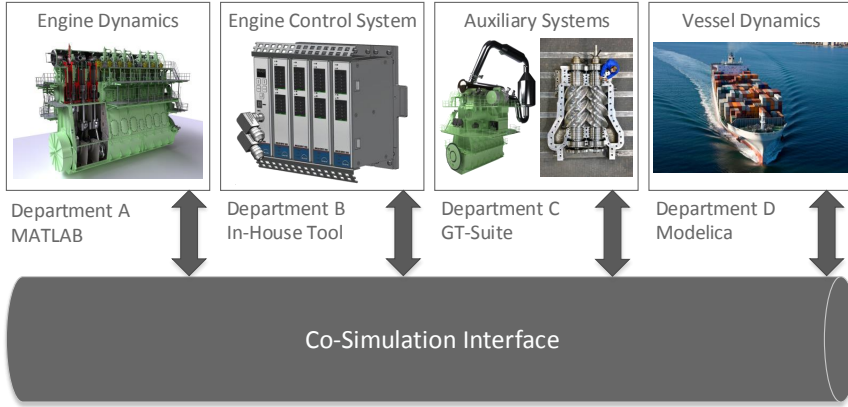 Engine Dynamics
Engine Control System
Auxiliary Systems
Vessel Dynamics
Department A
MATLAB
Department B
In-House Tool
Department C
GT-Suite
Department D
Modelica
Co-Simulation Interface